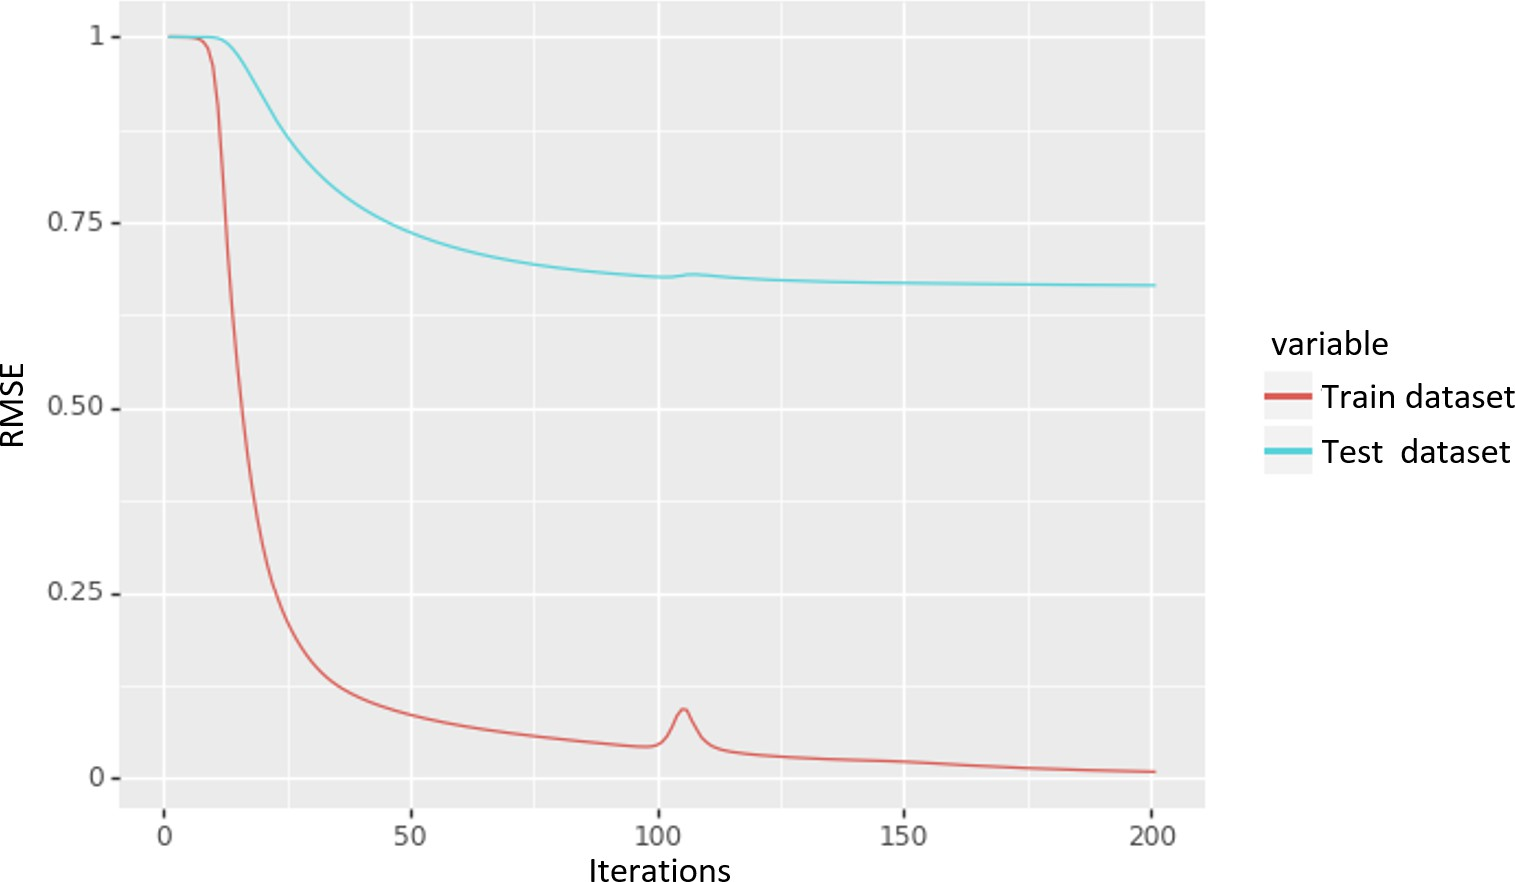 1
0.75
0.50
0.25
0
RMSE
0 50 100 150 200
Iterations
variable
Train dataset
Test dataset